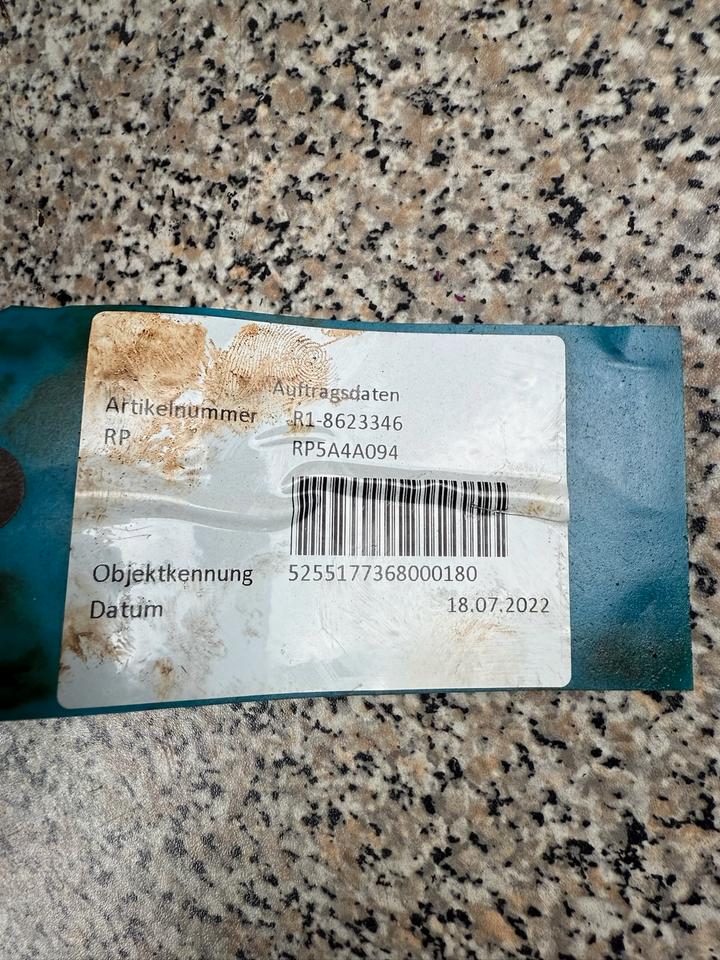 Auftragsdaten
Artikelnummer R1-8623346
RP RP5A4A094
Objektkennung 5255177368000180
Datum 18.07.2022